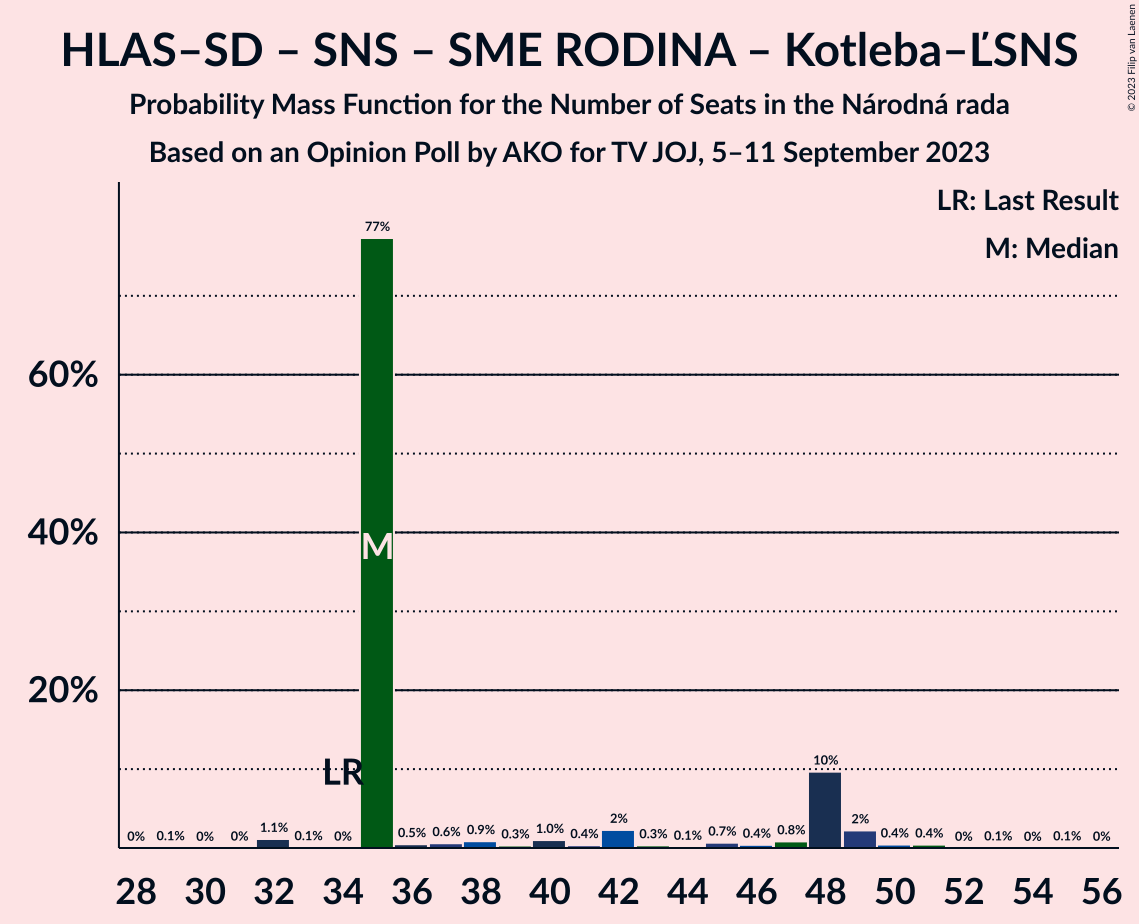 HLAS–SD – SNS – SME RODINA – Kotleba–ĽSNS
Probability Mass Function for the Number of Seats in the Národná rada
Based on an Opinion Poll by AKO for TV JOJ, 5–11 September 2023
© 2023 Filip van Laenen
LR: Last Result
M: Median
77%
60%
40%
M
20%
LR
0% 0.1% 0% 0% 1.1% 0.1% 0% 0.5% 0.6% 0.9% 0.3% 1.0% 0.4% 2% 0.3% 0.1% 0.7% 0.4% 0.8% 10% 2% 0.4% 0.4% 0% 0.1% 0% 0.1% 0%
28 30 32 34 36 38 40 42 44 46 48 50 52 54 56